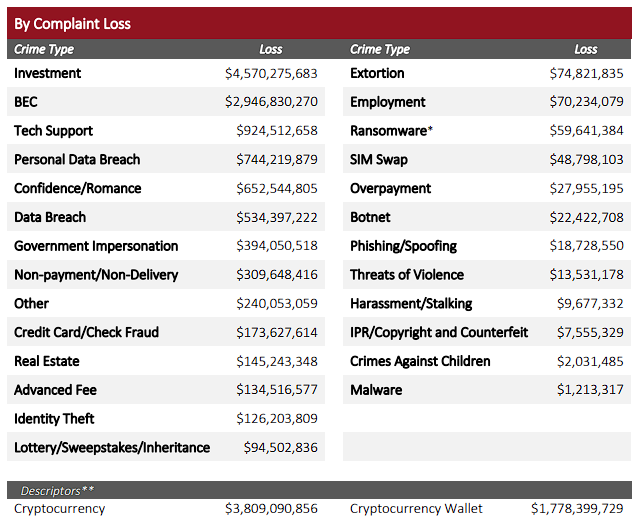 By Complaint Loss
Crime Type Loss Crime Type Loss
Investment $4,570,275,683 Extortion $74,821,835
BEC $2,946,830,270 Employment $70,234,079
Tech Support $924,512,658 Ransomware* $59,641,384
Personal Data Breach $744,219,879 SIM Swap $48,798,103
Confidence/Romance $652,544,805 Overpayment $27,955,195
Data Breach $534,397,222 Botnet $22,422,708
Government Impersonation $394,050,518 Phishing/Spoofing $18,728,550
Non-payment/Non-Delivery $309,648,416 Threats of Violence $13,531,178
Other $240,053,059 Harassment/Stalking $9,677,332
Credit Card/Check Fraud $173,627,614 IPR/Copyright and Counterfeit $7,555,329
Real Estate $145,243,348 Crimes Against Children $2,031,485
Advanced Fee $134,516,577 Malware $1,213,317
Identity Theft $126,203,809
Lottery/Sweepstakes/Inheritance $94,502,836
Descriptors**
Cryptocurrency $3,809,090,856 Cryptocurrency Wallet $1,778,399,729